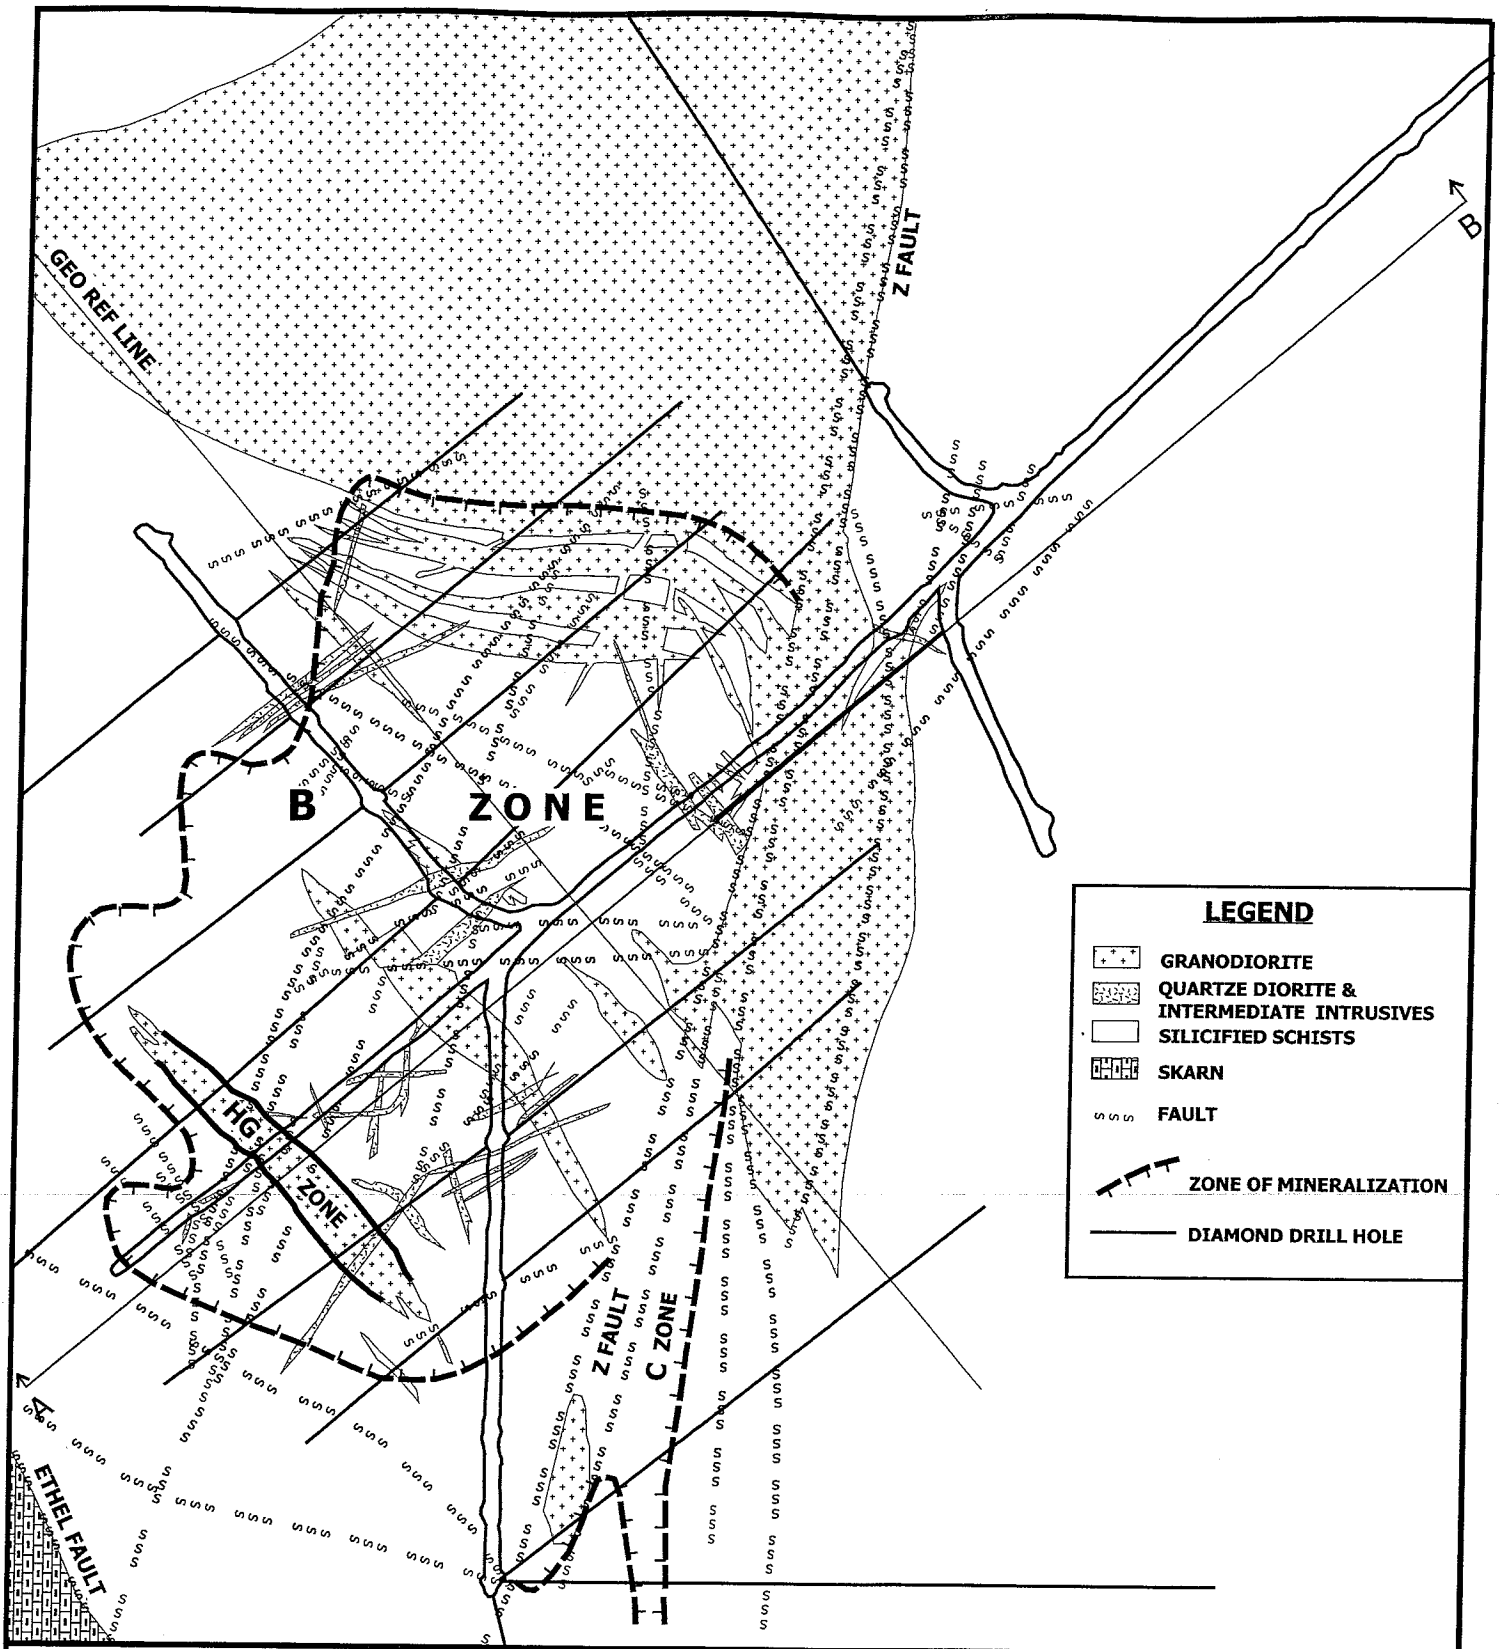 GEO REF LINE
Z FAULT
B
B ZONE
HG ZONE
Z FAULT
C ZONE
A
ETHEL FAULT
LEGEND
GRANODIORITE
QUARTZE DIORITE &
INTERMEDIATE INTRUSIVES
SILICIFIED SCHISTS
SKARN
sss FAULT
ZONE OF MINERALIZATION
DIAMOND DRILL HOLE